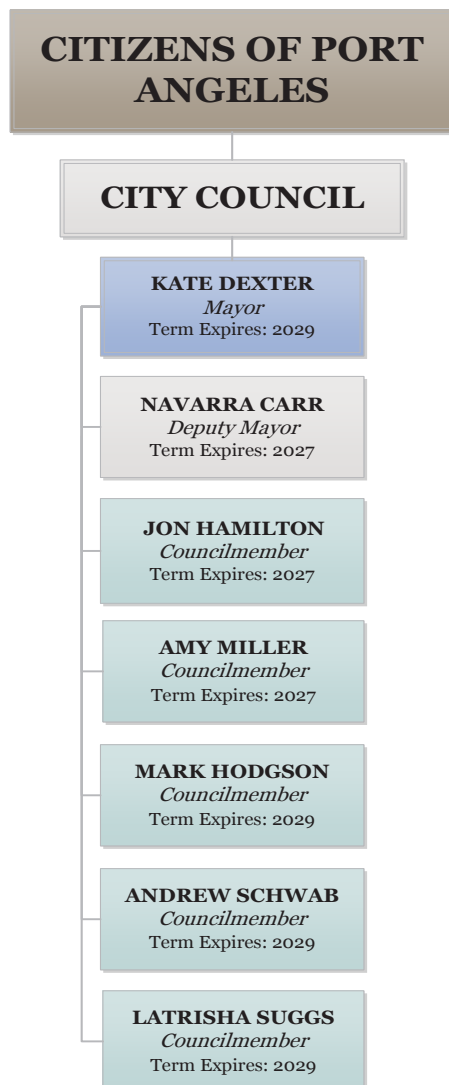 CITIZENS OF PORT
ANGELES
CITY COUNCIL
KATE DEXTER
Mayor
Term Expires: 2029
NAVARRA CARR
Deputy Mayor
Term Expires: 2027
JON HAMILTON
Councilmember
Term Expires: 2027
AMY MILLER
Councilmember
Term Expires: 2027
MARK HODGSON
Councilmember
Term Expires: 2029
ANDREW SCHWAB
Councilmember
Term Expires: 2029
LATRISHA SUGGS
Councilmember
Term Expires: 2029